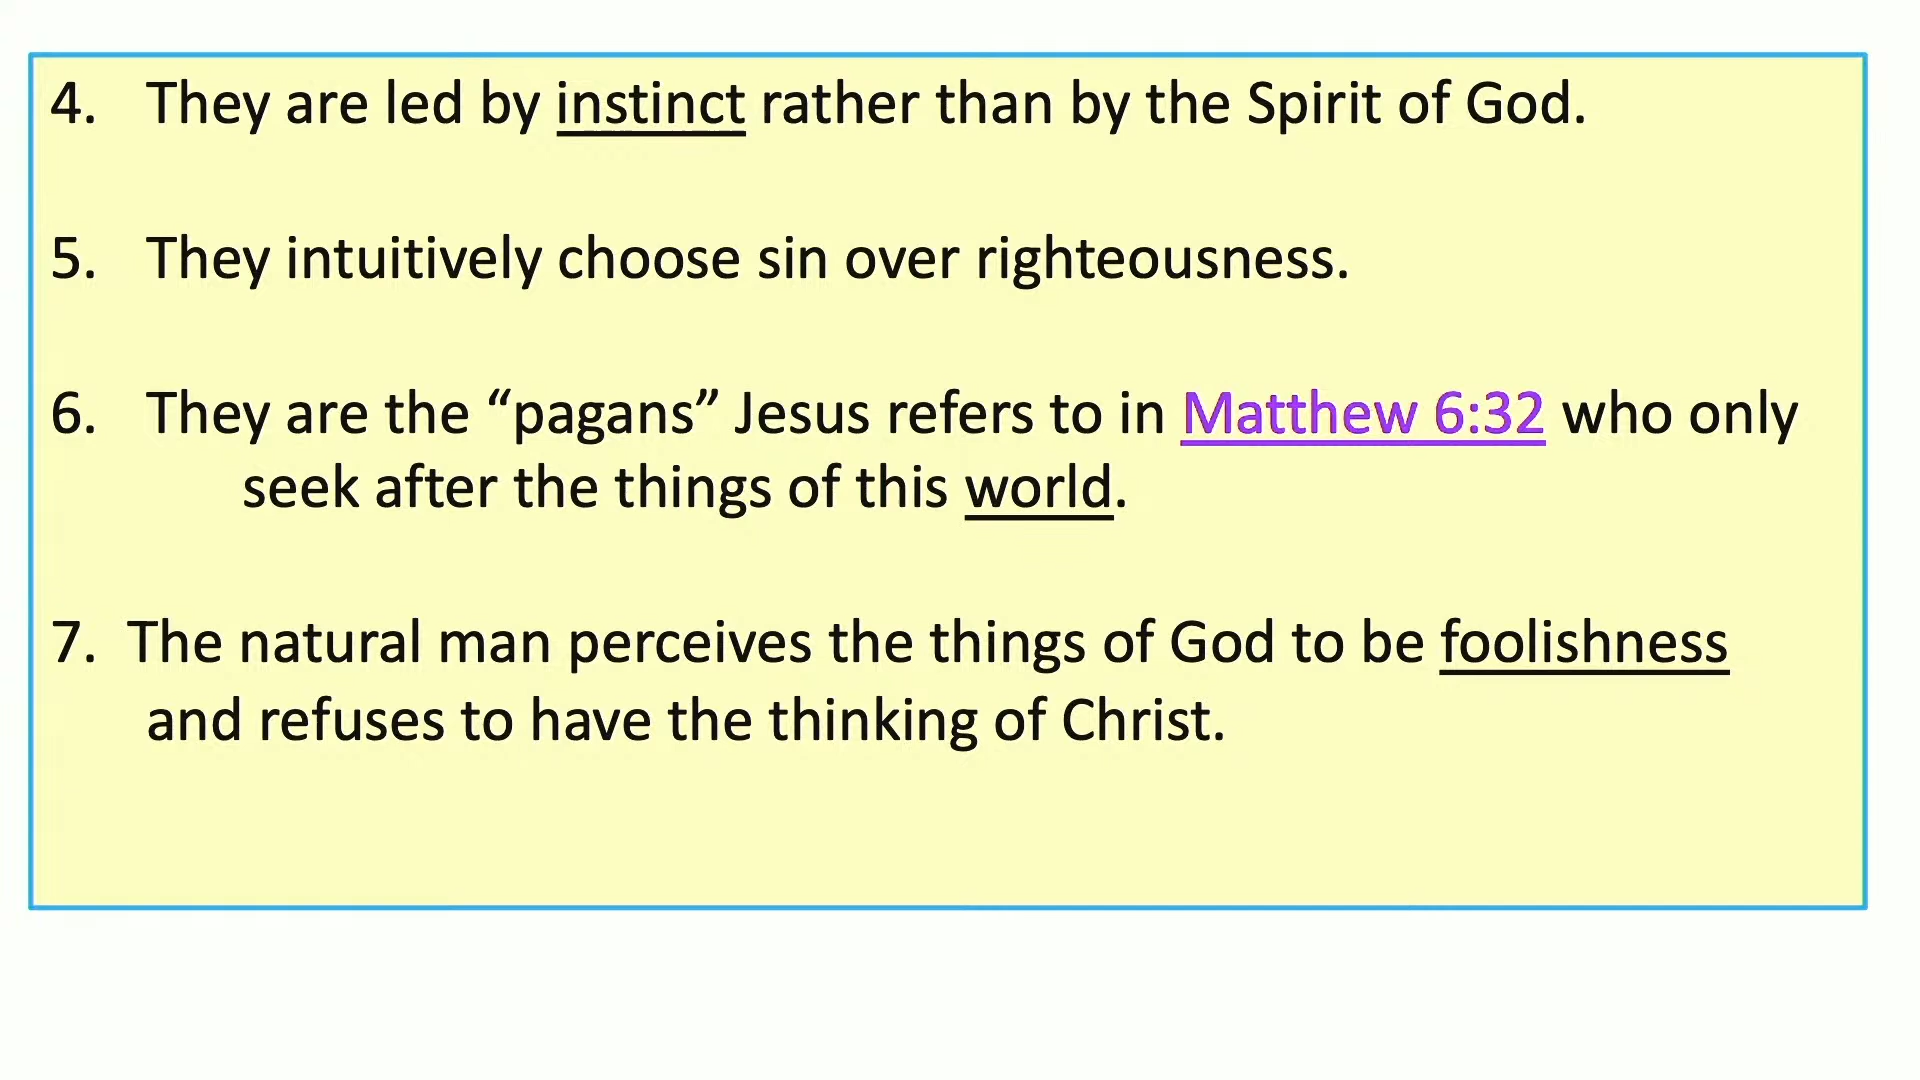 4. They are led by instinct rather than by the Spirit of God.
5. They intuitively choose sin over righteousness.
6. They are the “pagans” Jesus refers to in Matthew 6:32 who only
seek after the things of this world.
7. The natural man perceives the things of God to be foolishness
and refuses to have the thinking of Christ.